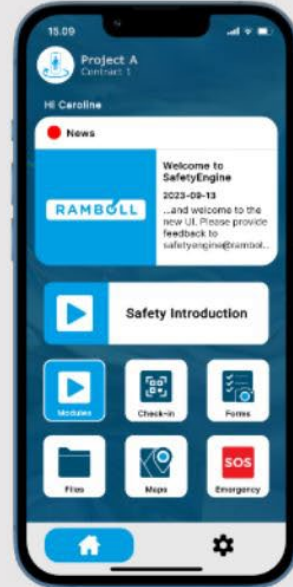 15.09
Project A
Contract 1
Hi Caroline
News
RAMBOLL
Welcome to
SafetyEngine
2023-09-13
...and welcome to the
new UI. Please provide
feedback to
safetyengine@rambol...
Safety Introduction
Modules
Check-in
Forms
Files
Maps
SOS
Emergency